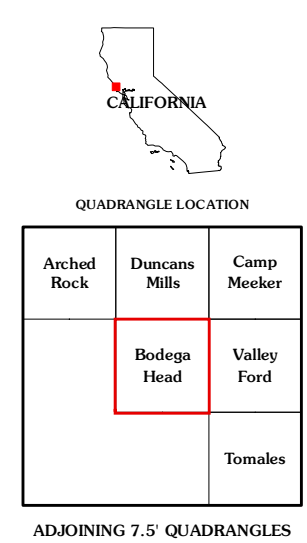 CALIFORNIA
QUADRANGLE LOCATION
Arched
Rock
Duncans
Mills
Camp
Meeker
Bodega
Head
Valley
Ford
Tomales
ADJOINING 7.5' QUADRANGLES